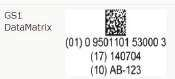 GS1
DataMatrix
(01) 0 9501101 53000 3
(17) 140704
(10) AB-123